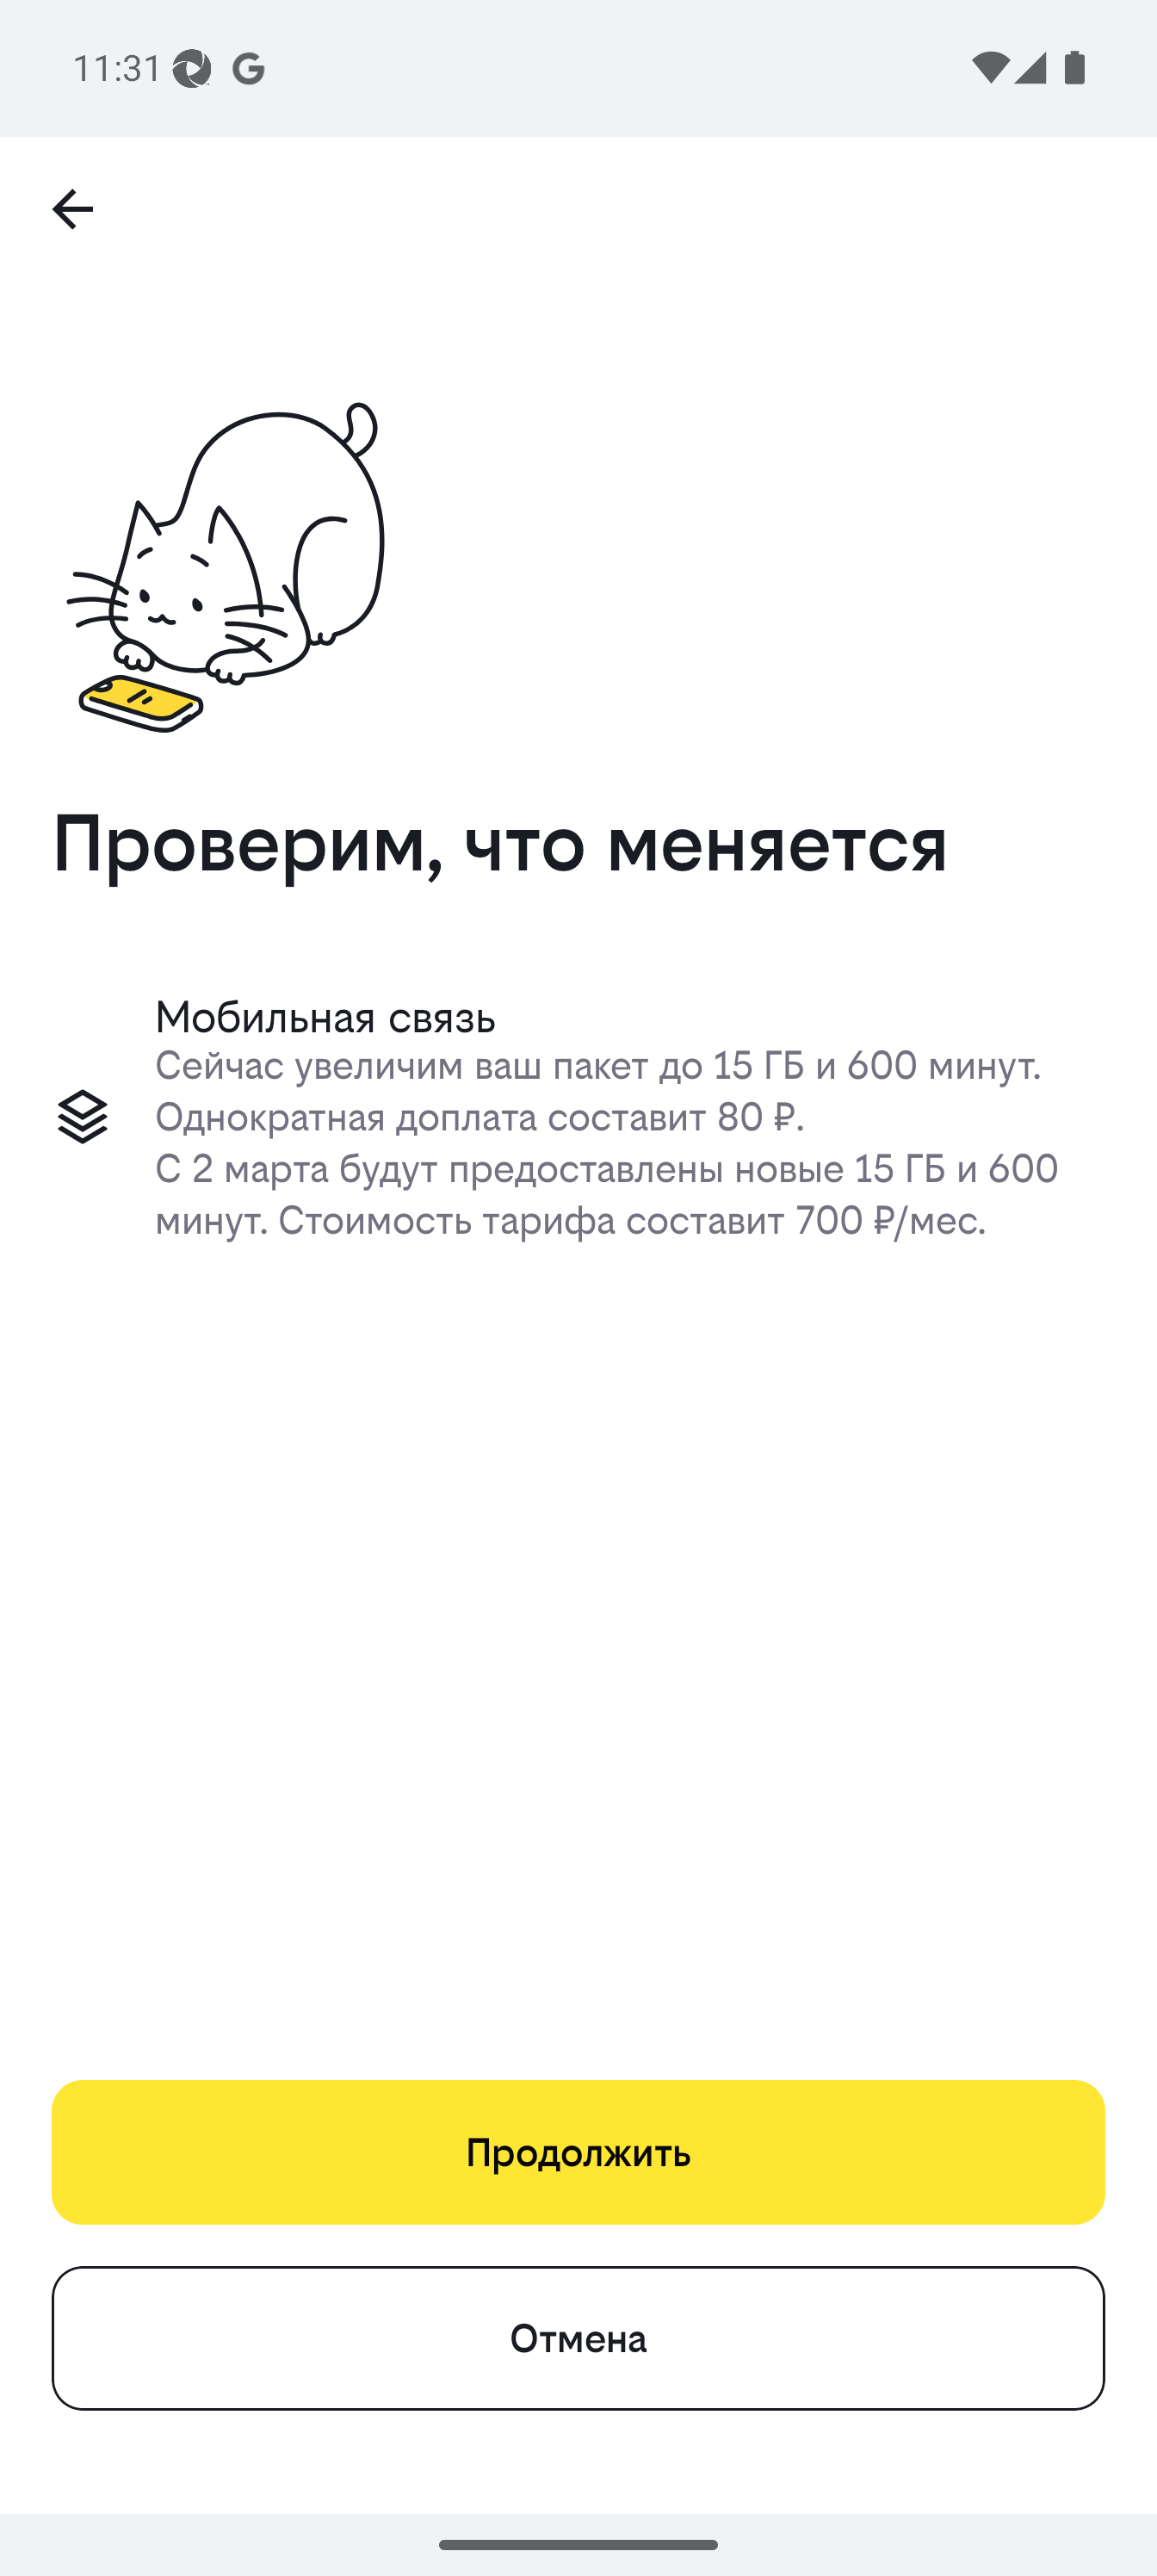 11:31
Проверим, что меняется
Мобильная связь
Сейчас увеличим ваш пакет до 15 ГБ и 600 минут.
Однократная доплата составит 80 ₽.
С 2 марта будут предоставлены новые 15 ГБ и 600
минут. Стоимость тарифа составит 700 ₽/мес.
Продолжить
Отмена